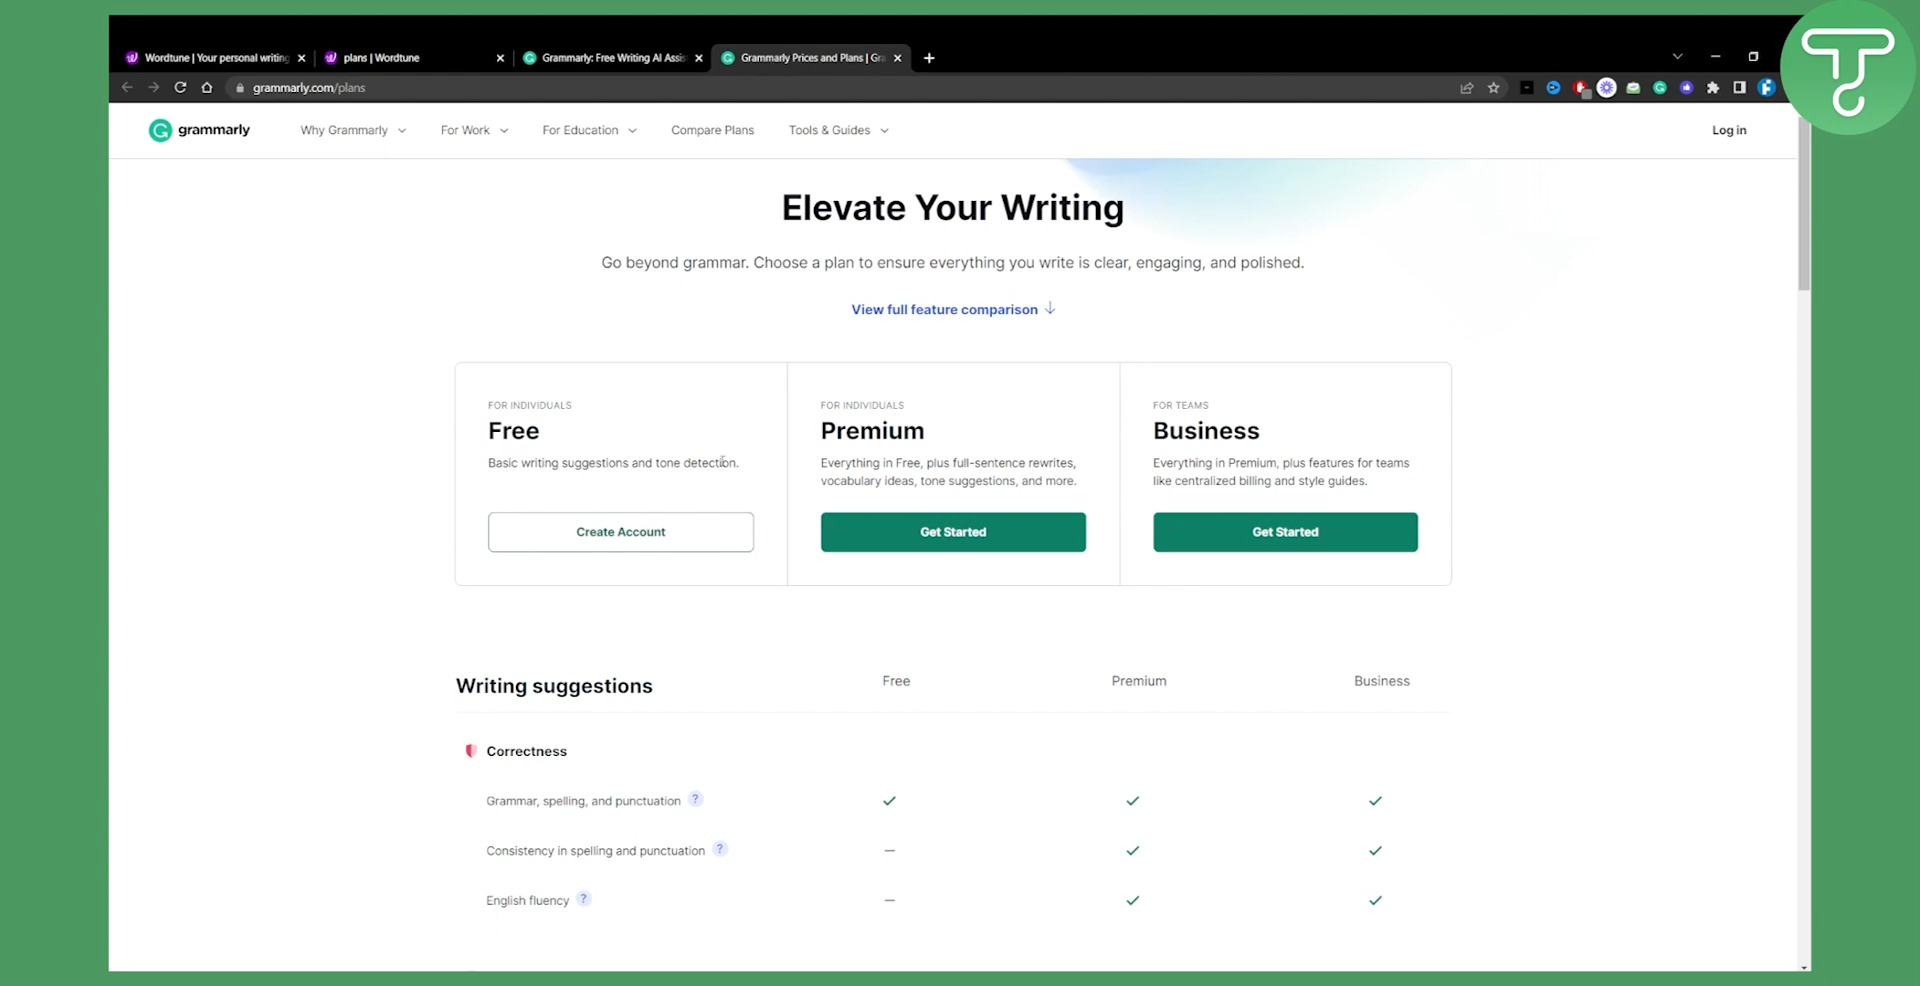 Wordtune | Your personal writing
plans | Wordtune
Grammarly: Free Writing AI Assis
Grammarly Prices and Plans | Gra
grammarly.com/plans
grammarly
Why Grammarly
For Work
For Education
Compare Plans
Tools & Guides
Log in
Elevate Your Writing
Go beyond grammar. Choose a plan to ensure everything you write is clear, engaging, and polished.
View full feature comparison ↓
FOR INDIVIDUALS
Free
Basic writing suggestions and tone detection.
Create Account
FOR INDIVIDUALS
Premium
Everything in Free, plus full-sentence rewrites,
vocabulary ideas, tone suggestions, and more.
Get Started
FOR TEAMS
Business
Everything in Premium, plus features for teams
like centralized billing and style guides.
Get Started
Writing suggestions
Free
Premium
Business
Correctness
Grammar, spelling, and punctuation ?
Consistency in spelling and punctuation ?
English fluency ?